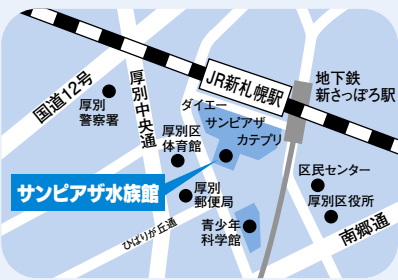 JR新札幌駅
地下鉄
新さっぽろ駅
国道12号
厚別中央通
厚別
警察署
ダイエー
サンピアザ
カテプリ
厚別区
体育館
区民センター
サンピアザ水族館
厚別
郵便局
厚別区役所
ひばりが丘通
青少年
科学館
南郷通